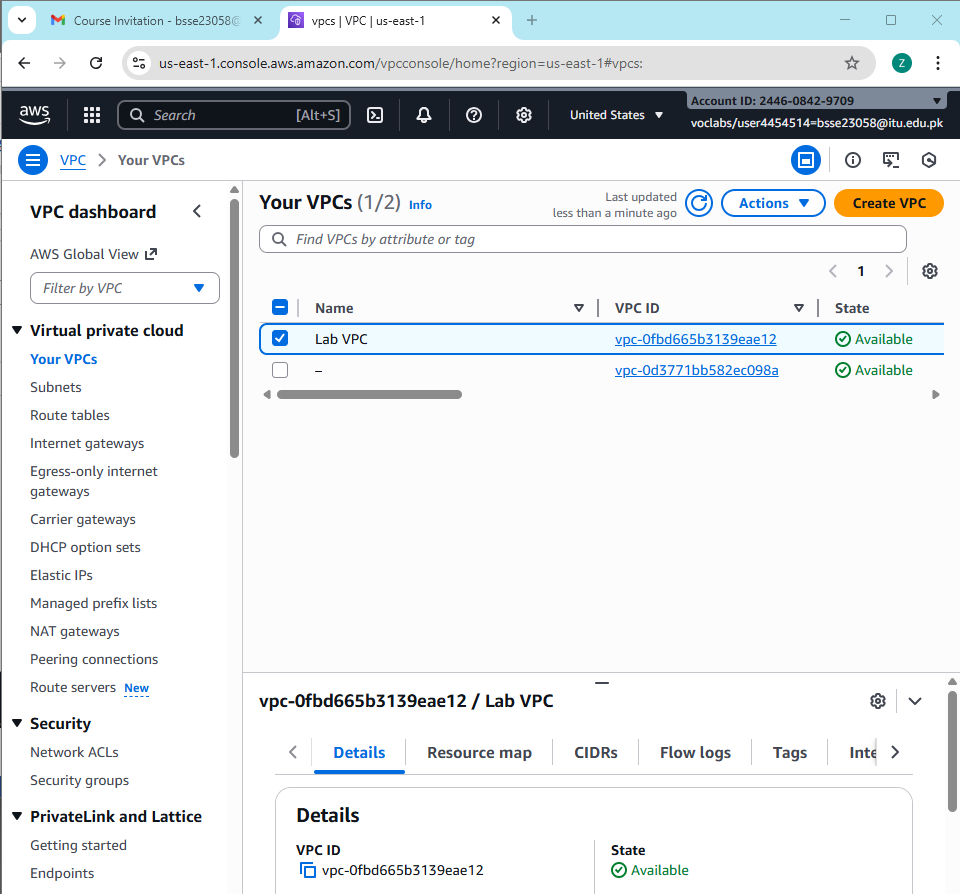 Course Invitation - bsse23058@
vpcs | VPC | us-east-1
us-east-1.console.aws.amazon.com/vpcconsole/home?region=us-east-1#vpcs:
Z
aws
Search
[Alt+S]
United States
Account ID: 2446-0842-9709
voclabs/user4454514=bsse23058@itu.edu.pk
VPC
Your VPCs
VPC dashboard
AWS Global View
Filter by VPC
Virtual private cloud
Your VPCs
Subnets
Route tables
Internet gateways
Egress-only internet
gateways
Carrier gateways
DHCP option sets
Elastic IPs
Managed prefix lists
NAT gateways
Peering connections
Route servers New
Security
Network ACLs
Security groups
PrivateLink and Lattice
Getting started
Endpoints
Your VPCs (1/2) Info
Last updated
less than a minute ago
Actions
Create VPC
Find VPCs by attribute or tag
1
Name
VPC ID
State
Lab VPC
vpc-0fbd665b3139eae12
Available
–
vpc-0d3771bb582ec098a
Available
vpc-0fbd665b3139eae12 / Lab VPC
Details
Resource map
CIDRs
Flow logs
Tags
Inte
Details
VPC ID
vpc-0fbd665b3139eae12
State
Available